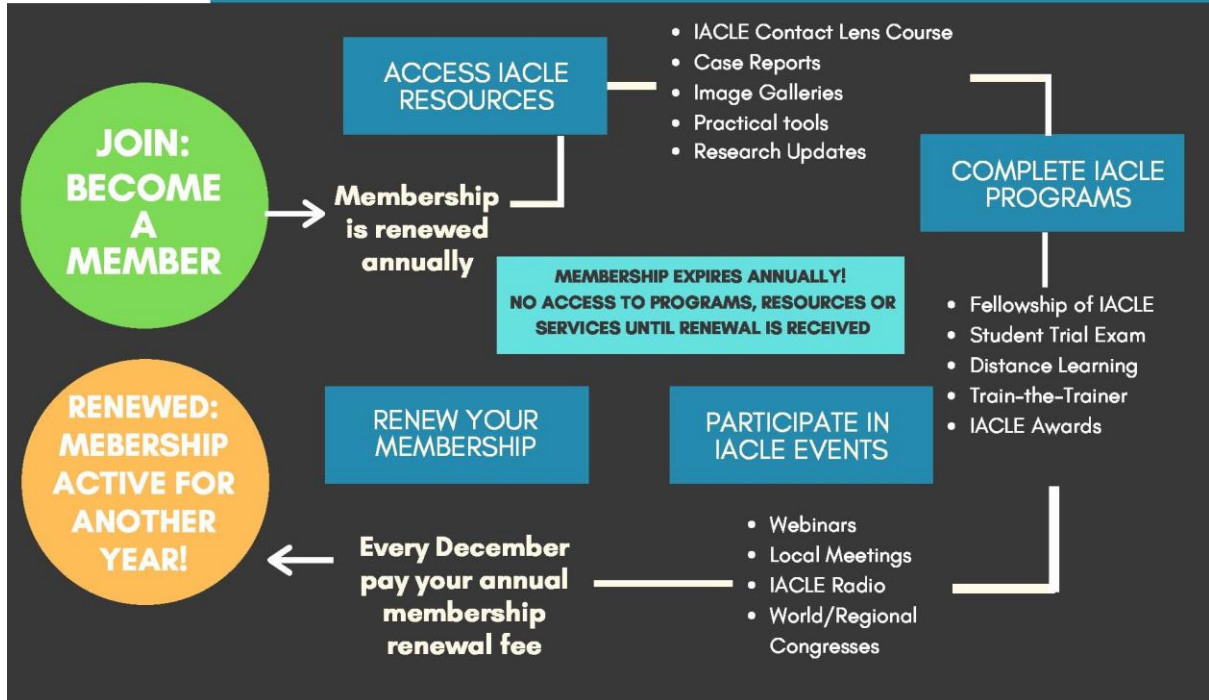 JOIN:
BECOME
A
MEMBER
Membership
is renewed
annually
ACCESS IACLE
RESOURCES
• IACLE Contact Lens Course
• Case Reports
• Image Galleries
• Practical tools
• Research Updates
COMPLETE IACLE
PROGRAMS
• Fellowship of IACLE
• Student Trial Exam
• Distance Learning
• Train-the-Trainer
• IACLE Awards
MEMBERSHIP EXPIRES ANNUALLY!
NO ACCESS TO PROGRAMS, RESOURCES OR
SERVICES UNTIL RENEWAL IS RECEIVED
PARTICIPATE IN
IACLE EVENTS
• Webinars
• Local Meetings
• IACLE Radio
• World/Regional
Congresses
RENEW YOUR
MEMBERSHIP
Every December
pay your annual
membership
renewal fee
RENEWED:
MEBERSHIP
ACTIVE FOR
ANOTHER
YEAR!